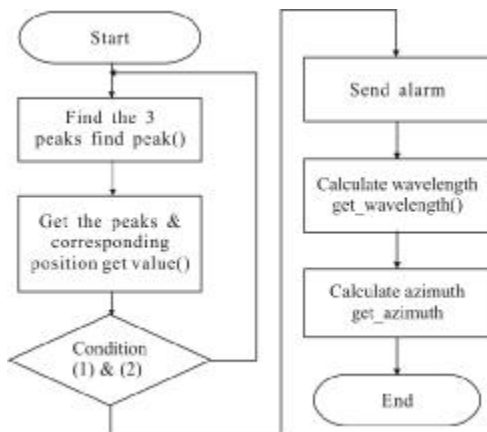 Start
Find the 3
peaks find peak()
Get the peaks &
corresponding
position get value()
Condition
(1) & (2)
Send alarm
Calculate wavelength
get_wavelength()
Calculate azimuth
get_azimuth
End